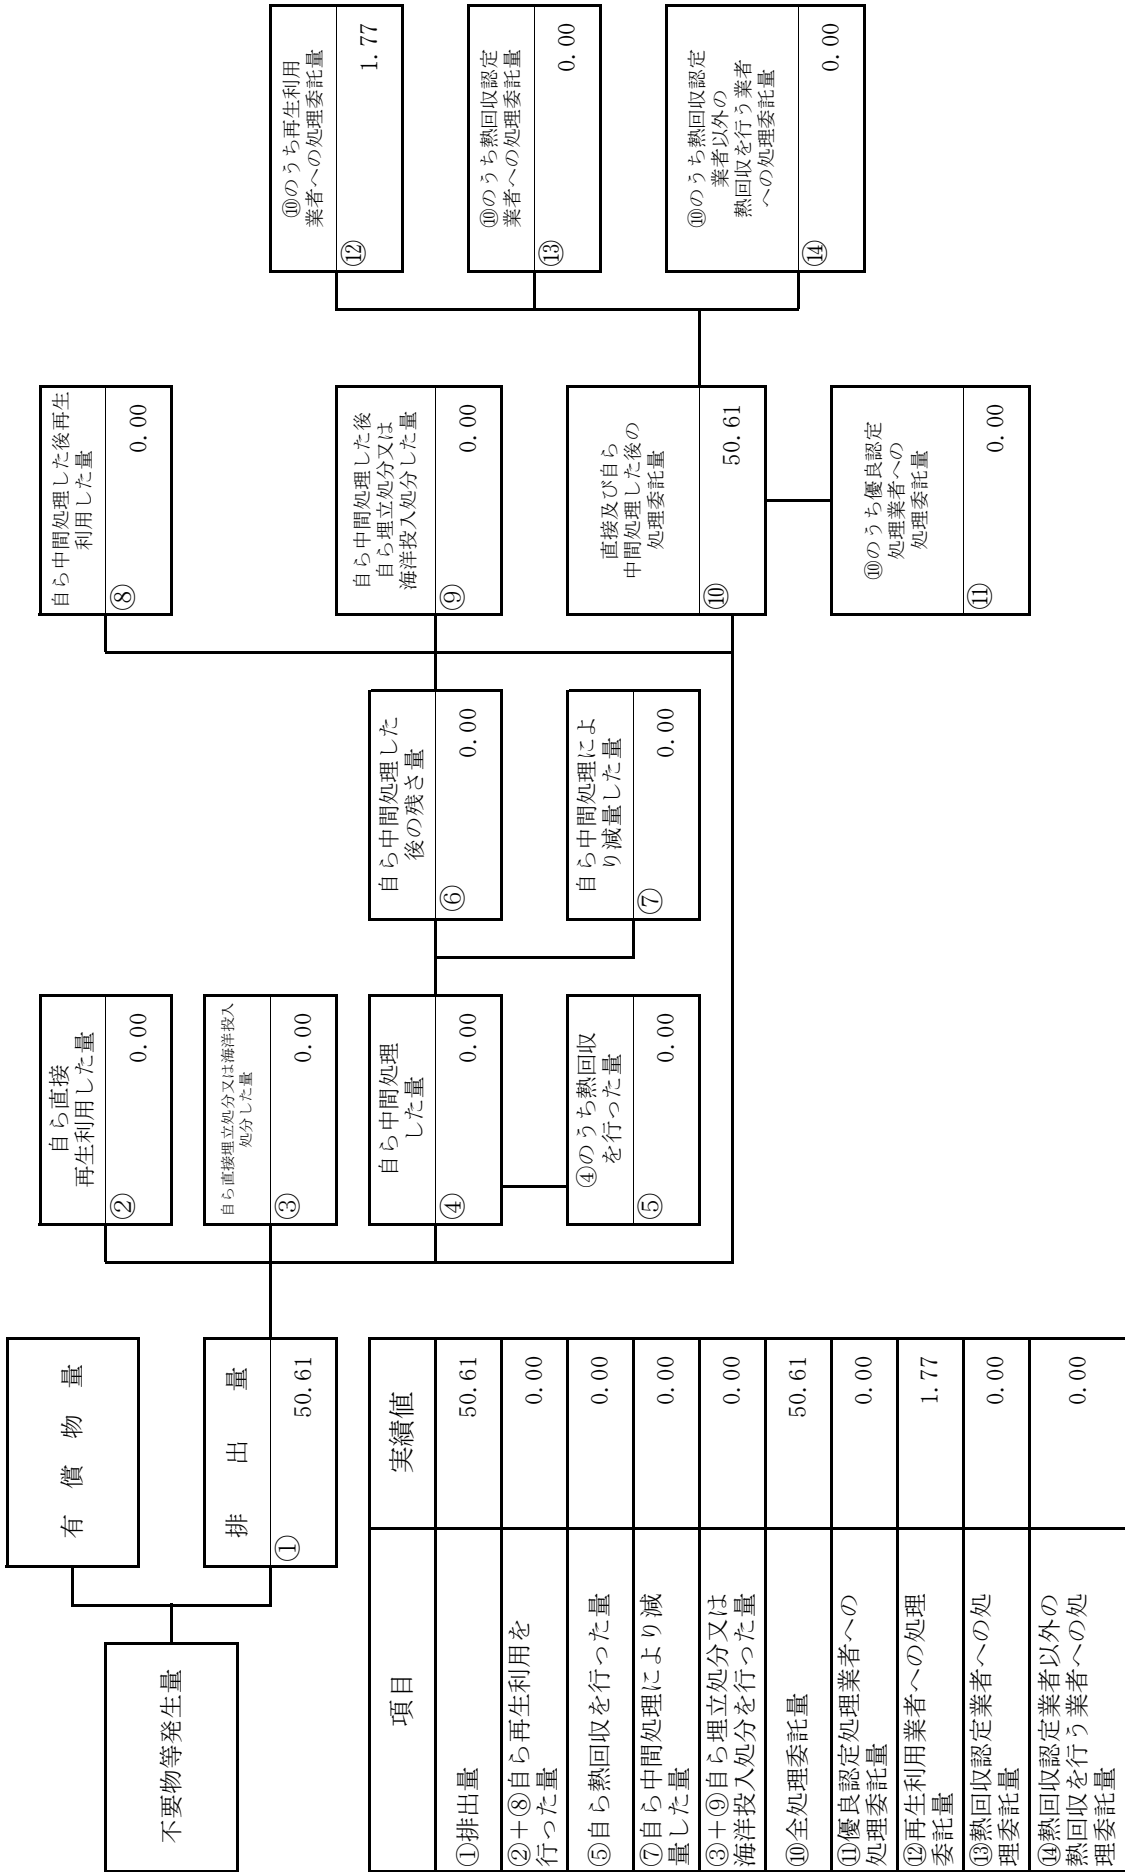 不要物等発生量
有 償 物 量
排 出 量
①
50.61
自ら直接
再生利用した量
②
0.00
自ら直接埋立処分又は海洋投入
処分した量
③
0.00
自ら中間処理
した量
④
0.00
④のうち熱回収
を行った量
⑤
0.00
自ら中間処理した
後の残さ量
⑥
0.00
自ら中間処理によ
り減量した量
⑦
0.00
自ら中間処理した後再生
利用した量
⑧
0.00
自ら中間処理した後
自ら埋立処分又は
海洋投入処分した量
⑨
0.00
直接及び自ら
中間処理した後の
処理委託量
⑩
50.61
⑩のうち優良認定
処理業者への
処理委託量
⑪
0.00
⑩のうち再生利用
業者への処理委託量
⑫
1.77
⑩のうち熱回収認定
業者への処理委託量
⑬
0.00
⑩のうち熱回収認定
業者以外の
熱回収を行う業者
への処理委託量
⑭
0.00
項目 実績値
①排出量 50.61
②+⑧自ら再生利用を
行った量 0.00
⑤自ら熱回収を行った量 0.00
⑦自ら中間処理により減
量した量 0.00
③+⑨自ら埋立処分又は
海洋投入処分を行った量 0.00
⑩全処理委託量 50.61
⑪優良認定処理業者への
処理委託量 0.00
⑫再生利用業者への処理
委託量 1.77
⑬熱回収認定業者への処
理委託量 0.00
⑭熱回収認定業者以外の
熱回収を行う業者への処
理委託量 0.00